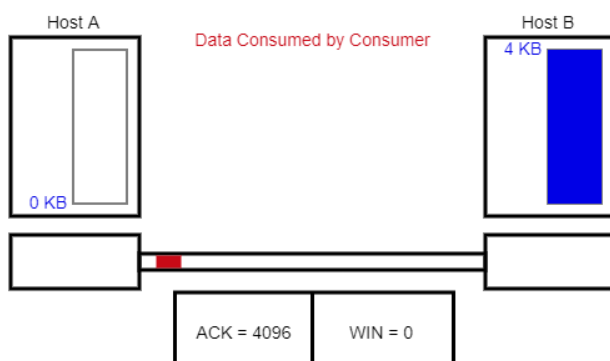 Host A
Host B
Data Consumed by Consumer
4 KB
0 KB
ACK = 4096
WIN = 0